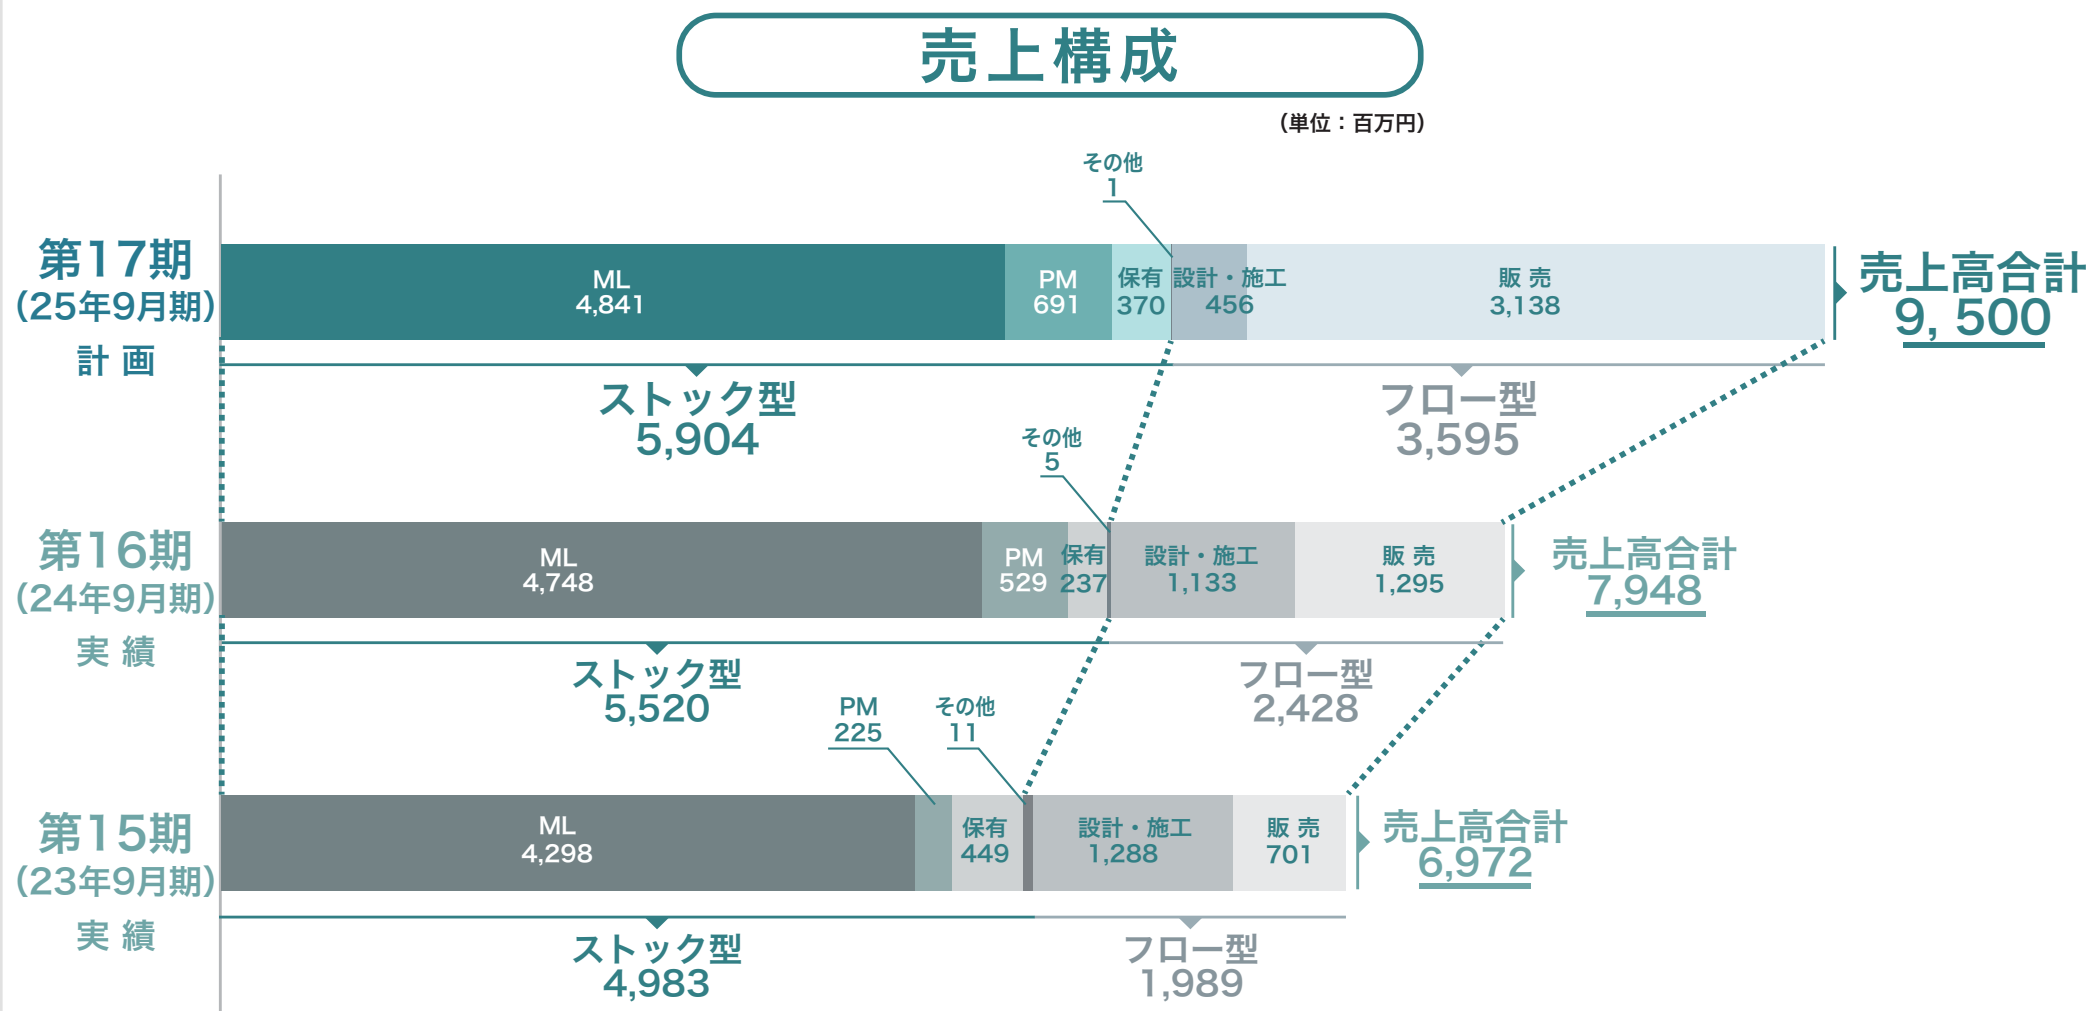 売上構成
（単位：百万円）
その他
1
第17期
（25年9月期）
計 画
ML
4,841
PM
691
保有
370
設計・施工
456
販 売
3,138
売上高合計
9, 500
ストック型
5,904
フロー型
3,595
その他
5
第16期
（24年9月期）
実 績
ML
4,748
PM
529
保有
237
設計・施工
1,133
販 売
1,295
売上高合計
7,948
ストック型
5,520
フロー型
2,428
PM
225
その他
11
第15期
（23年9月期）
実 績
ML
4,298
保有
449
設計・施工
1,288
販 売
701
売上高合計
6,972
ストック型
4,983
フロー型
1,989